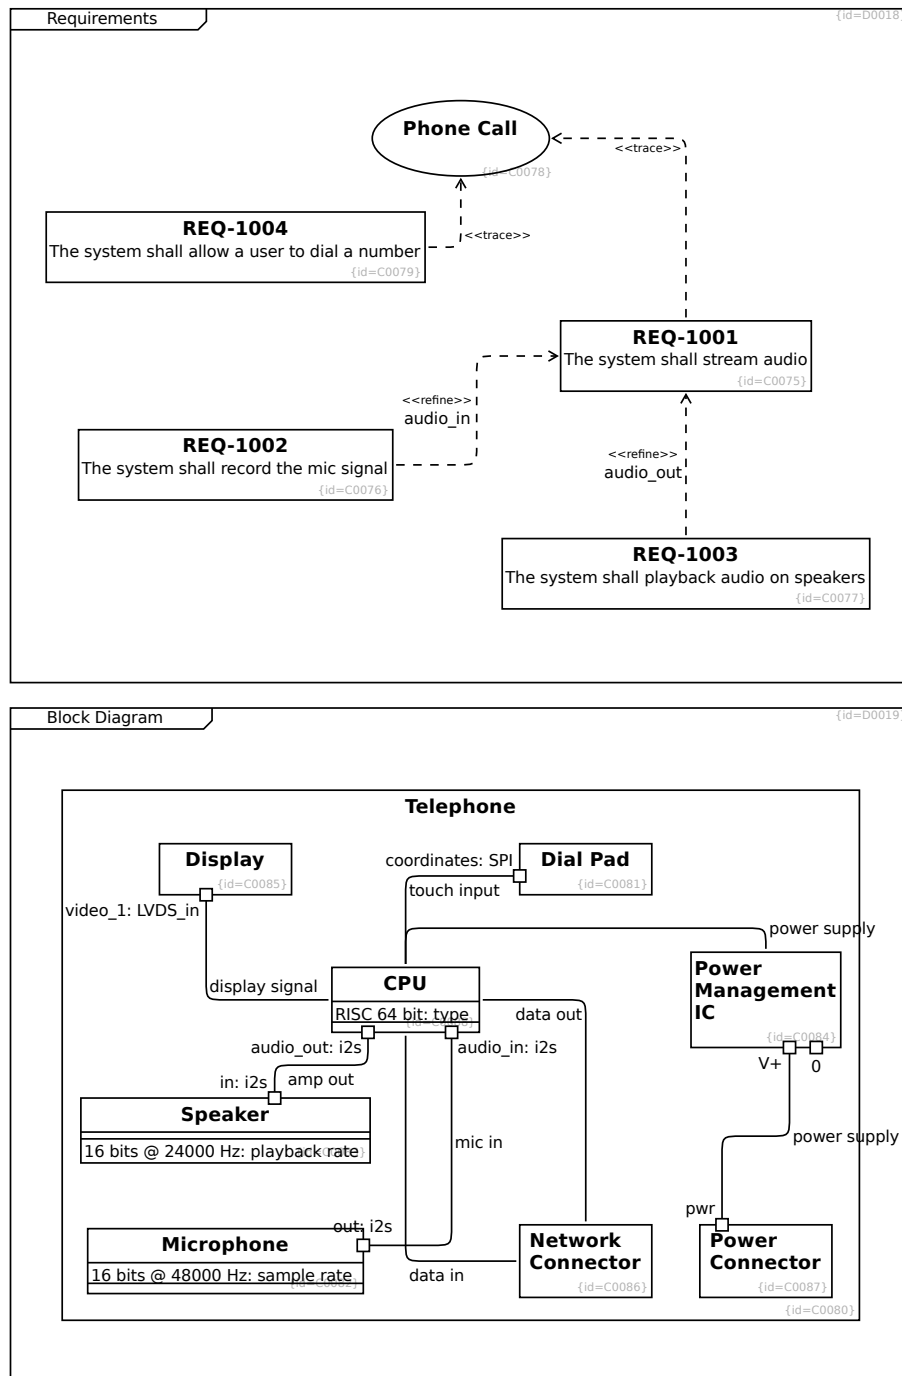 Requirements
{id=D0018}
Phone Call
<<trace>>
{id=C0078}
REQ-1004
<<trace>>
The system shall allow a user to dial a number
{id=C0079}
REQ-1001
The system shall stream audio
{id=C0075}
<<refine>>
audio_in
REQ-1002
The system shall record the mic signal
{id=C0076}
<<refine>>
audio_out
REQ-1003
The system shall playback audio on speakers
{id=C0077}
Block Diagram
{id=D0019}
Telephone
Display
{id=C0085}
video_1: LVDS_in
coordinates: SPI
Dial Pad
{id=C0081}
touch input
power supply
display signal
CPU
RISC 64 bit: type
data out
Power
Management
IC
{id=C0084}
audio_out: i2s
audio_in: i2s
V+
0
in: i2s
amp out
Speaker
16 bits @ 24000 Hz: playback rate
mic in
power supply
pwr
out: i2s
Microphone
16 bits @ 48000 Hz: sample rate
data in
Network
Connector
{id=C0086}
Power
Connector
{id=C0087}
{id=C0080}